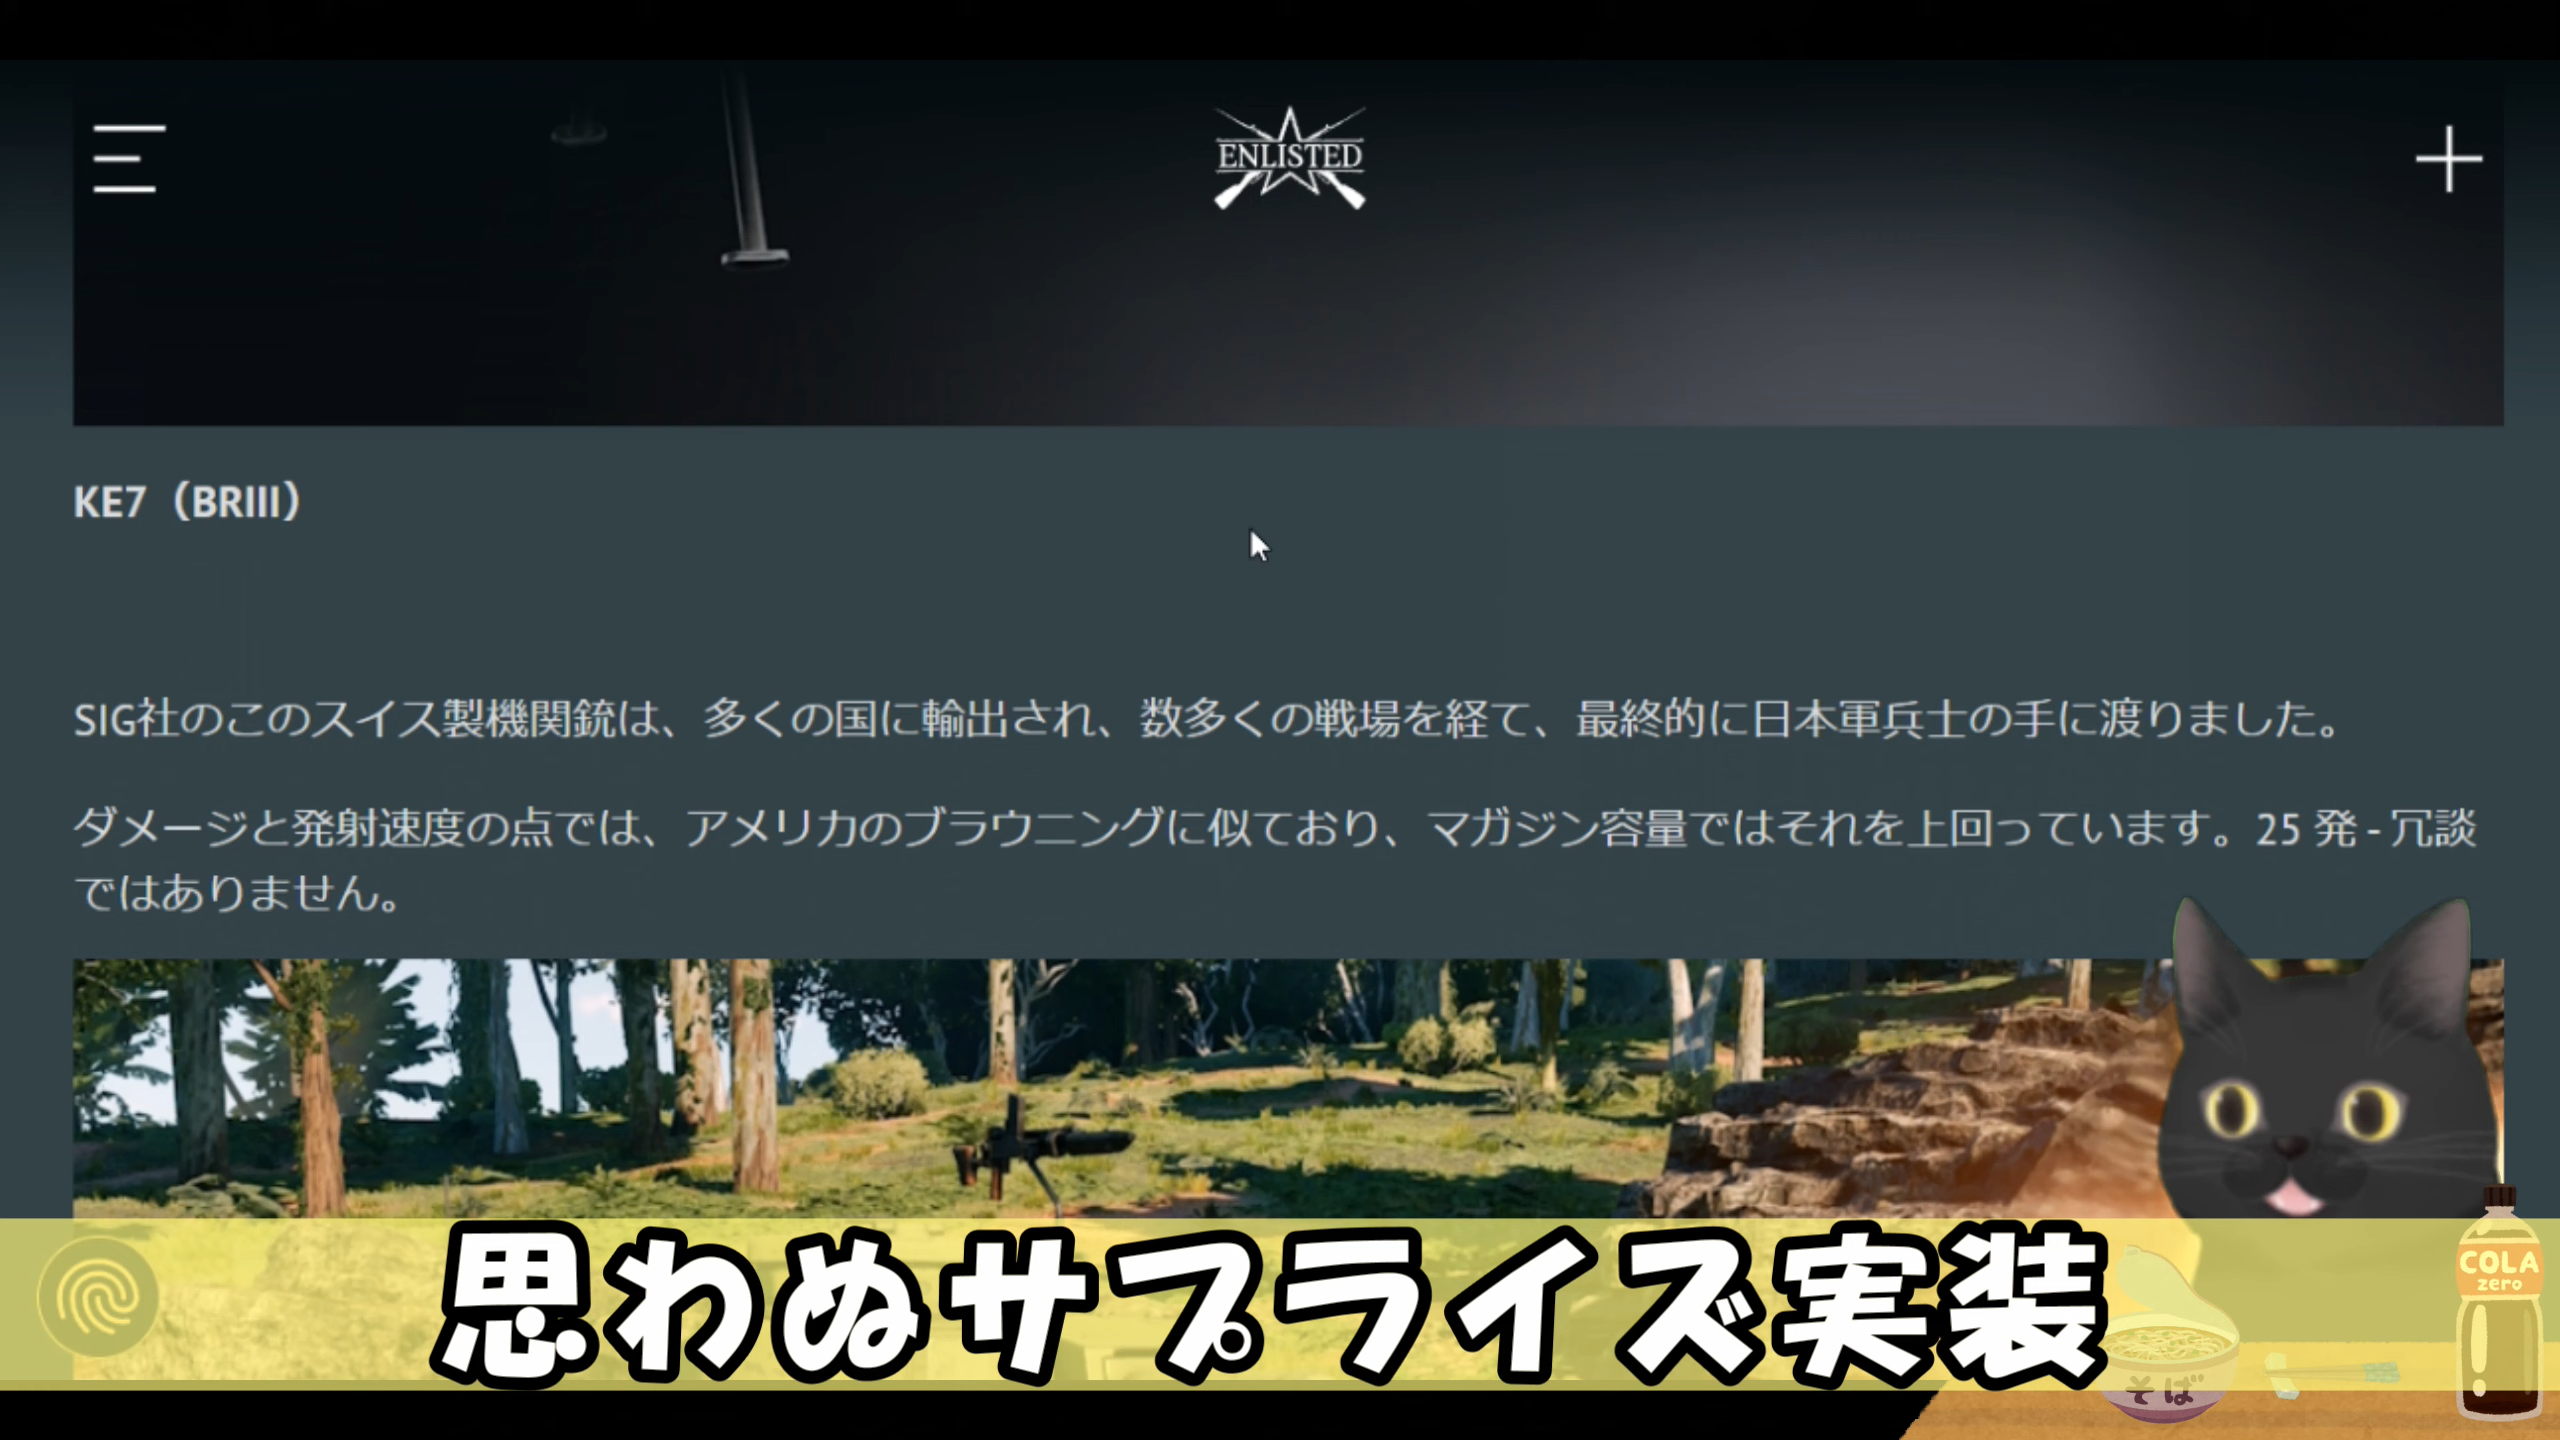 ENLISTED
KE7（BRIII）
SIG社のこのスイス製機関銃は、多くの国に輸出され、数多くの戦場を経て、最終的に日本軍兵士の手に渡りました。
ダメージと発射速度の点では、アメリカのブラウニングに似ており、マガジン容量ではそれを上回っています。25 発 - 冗談
ではありません。
思わぬサプライズ実装
COLA
zero
そば